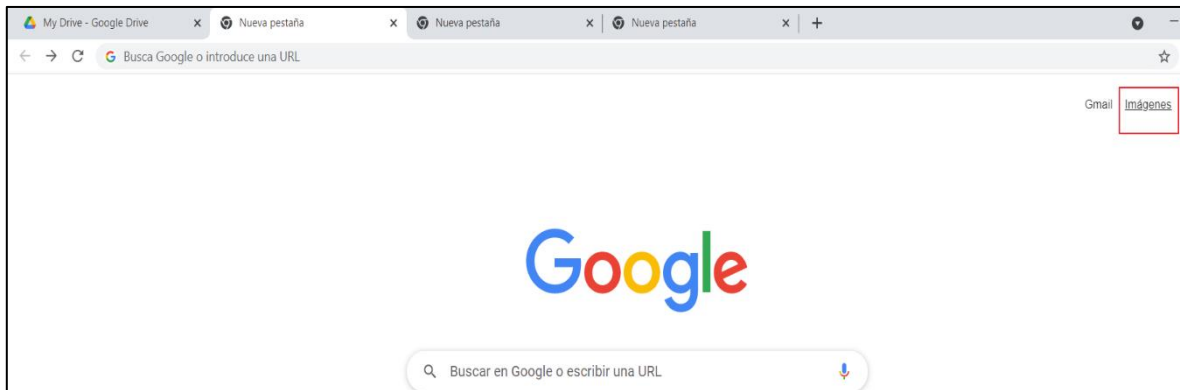 My Drive - Google Drive Nueva pestaña Nueva pestaña Nueva pestaña
Busca Google o introduce una URL
Gmail Imágenes
Google
Buscar en Google o escribir una URL